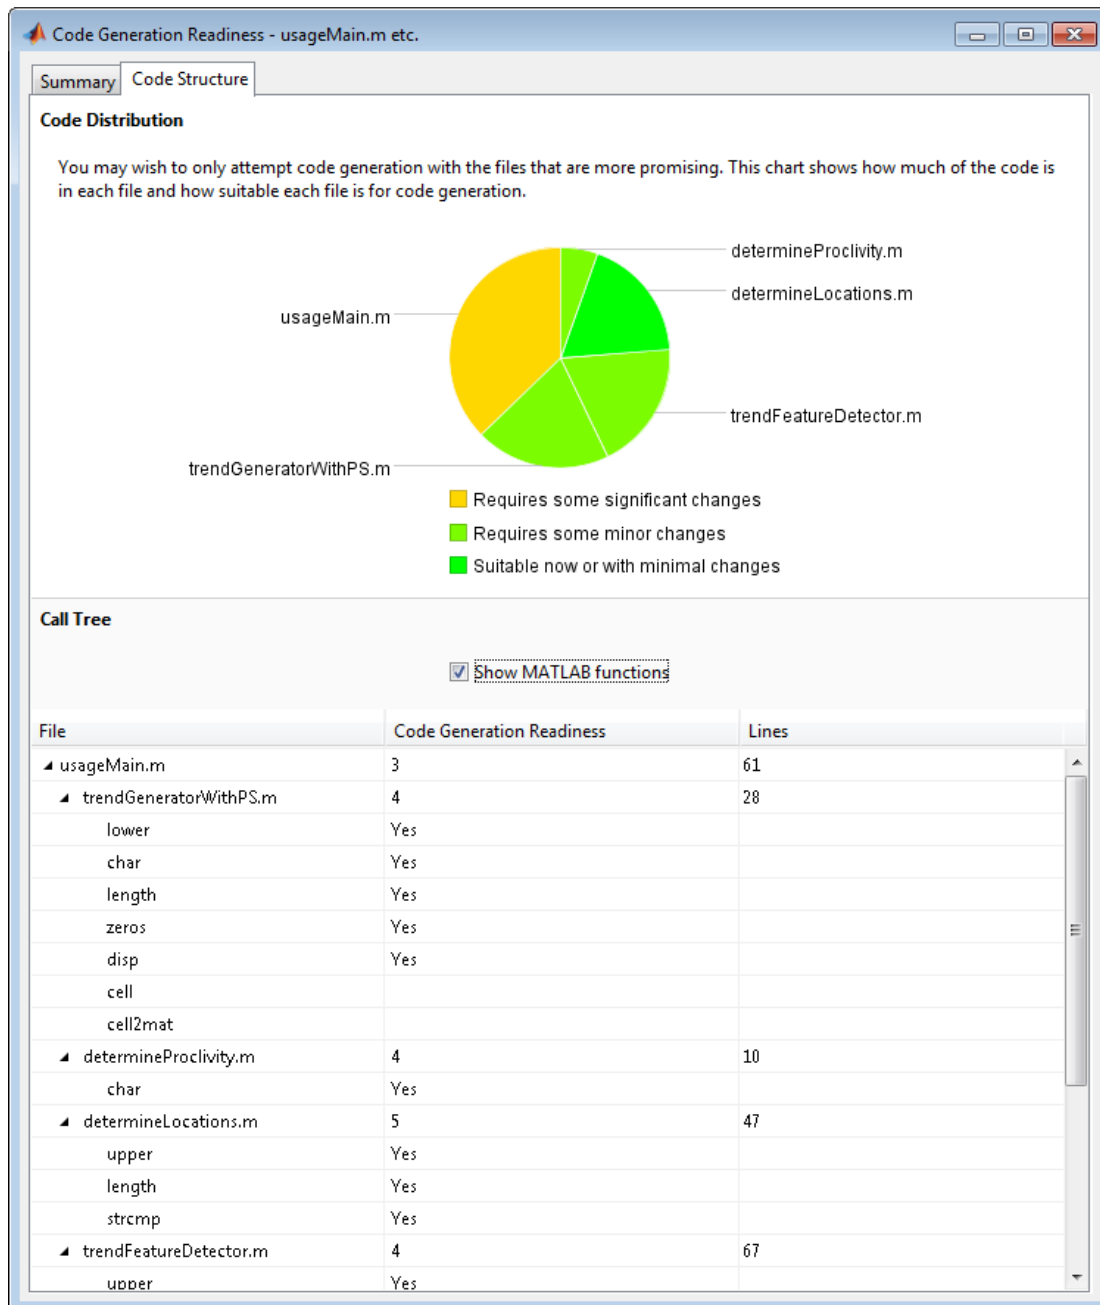 Code Generation Readiness - usageMain.m etc.
Summary Code Structure
Code Distribution
You may wish to only attempt code generation with the files that are more promising. This chart shows how much of the code is
in each file and how suitable each file is for code generation.
determineProclivity.m
determineLocations.m
usageMain.m
trendFeatureDetector.m
trendGeneratorWithPS.m
Requires some significant changes
Requires some minor changes
Suitable now or with minimal changes
Call Tree
Show MATLAB functions
File Code Generation Readiness Lines
usageMain.m 3 61
trendGeneratorWithPS.m 4 28
lower Yes
char Yes
length Yes
zeros Yes
disp Yes
cell
cell2mat
determineProclivity.m 4 10
char Yes
determineLocations.m 5 47
upper Yes
length Yes
strcmp Yes
trendFeatureDetector.m 4 67
upper Yes